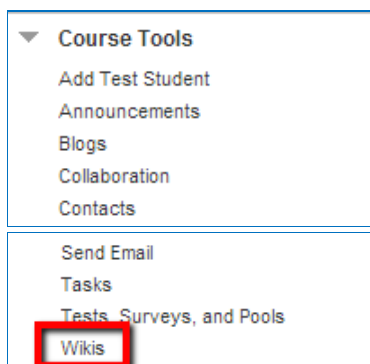 Course Tools
Add Test Student
Announcements
Blogs
Collaboration
Contacts
Send Email
Tasks
Tests, Surveys, and Pools
Wikis